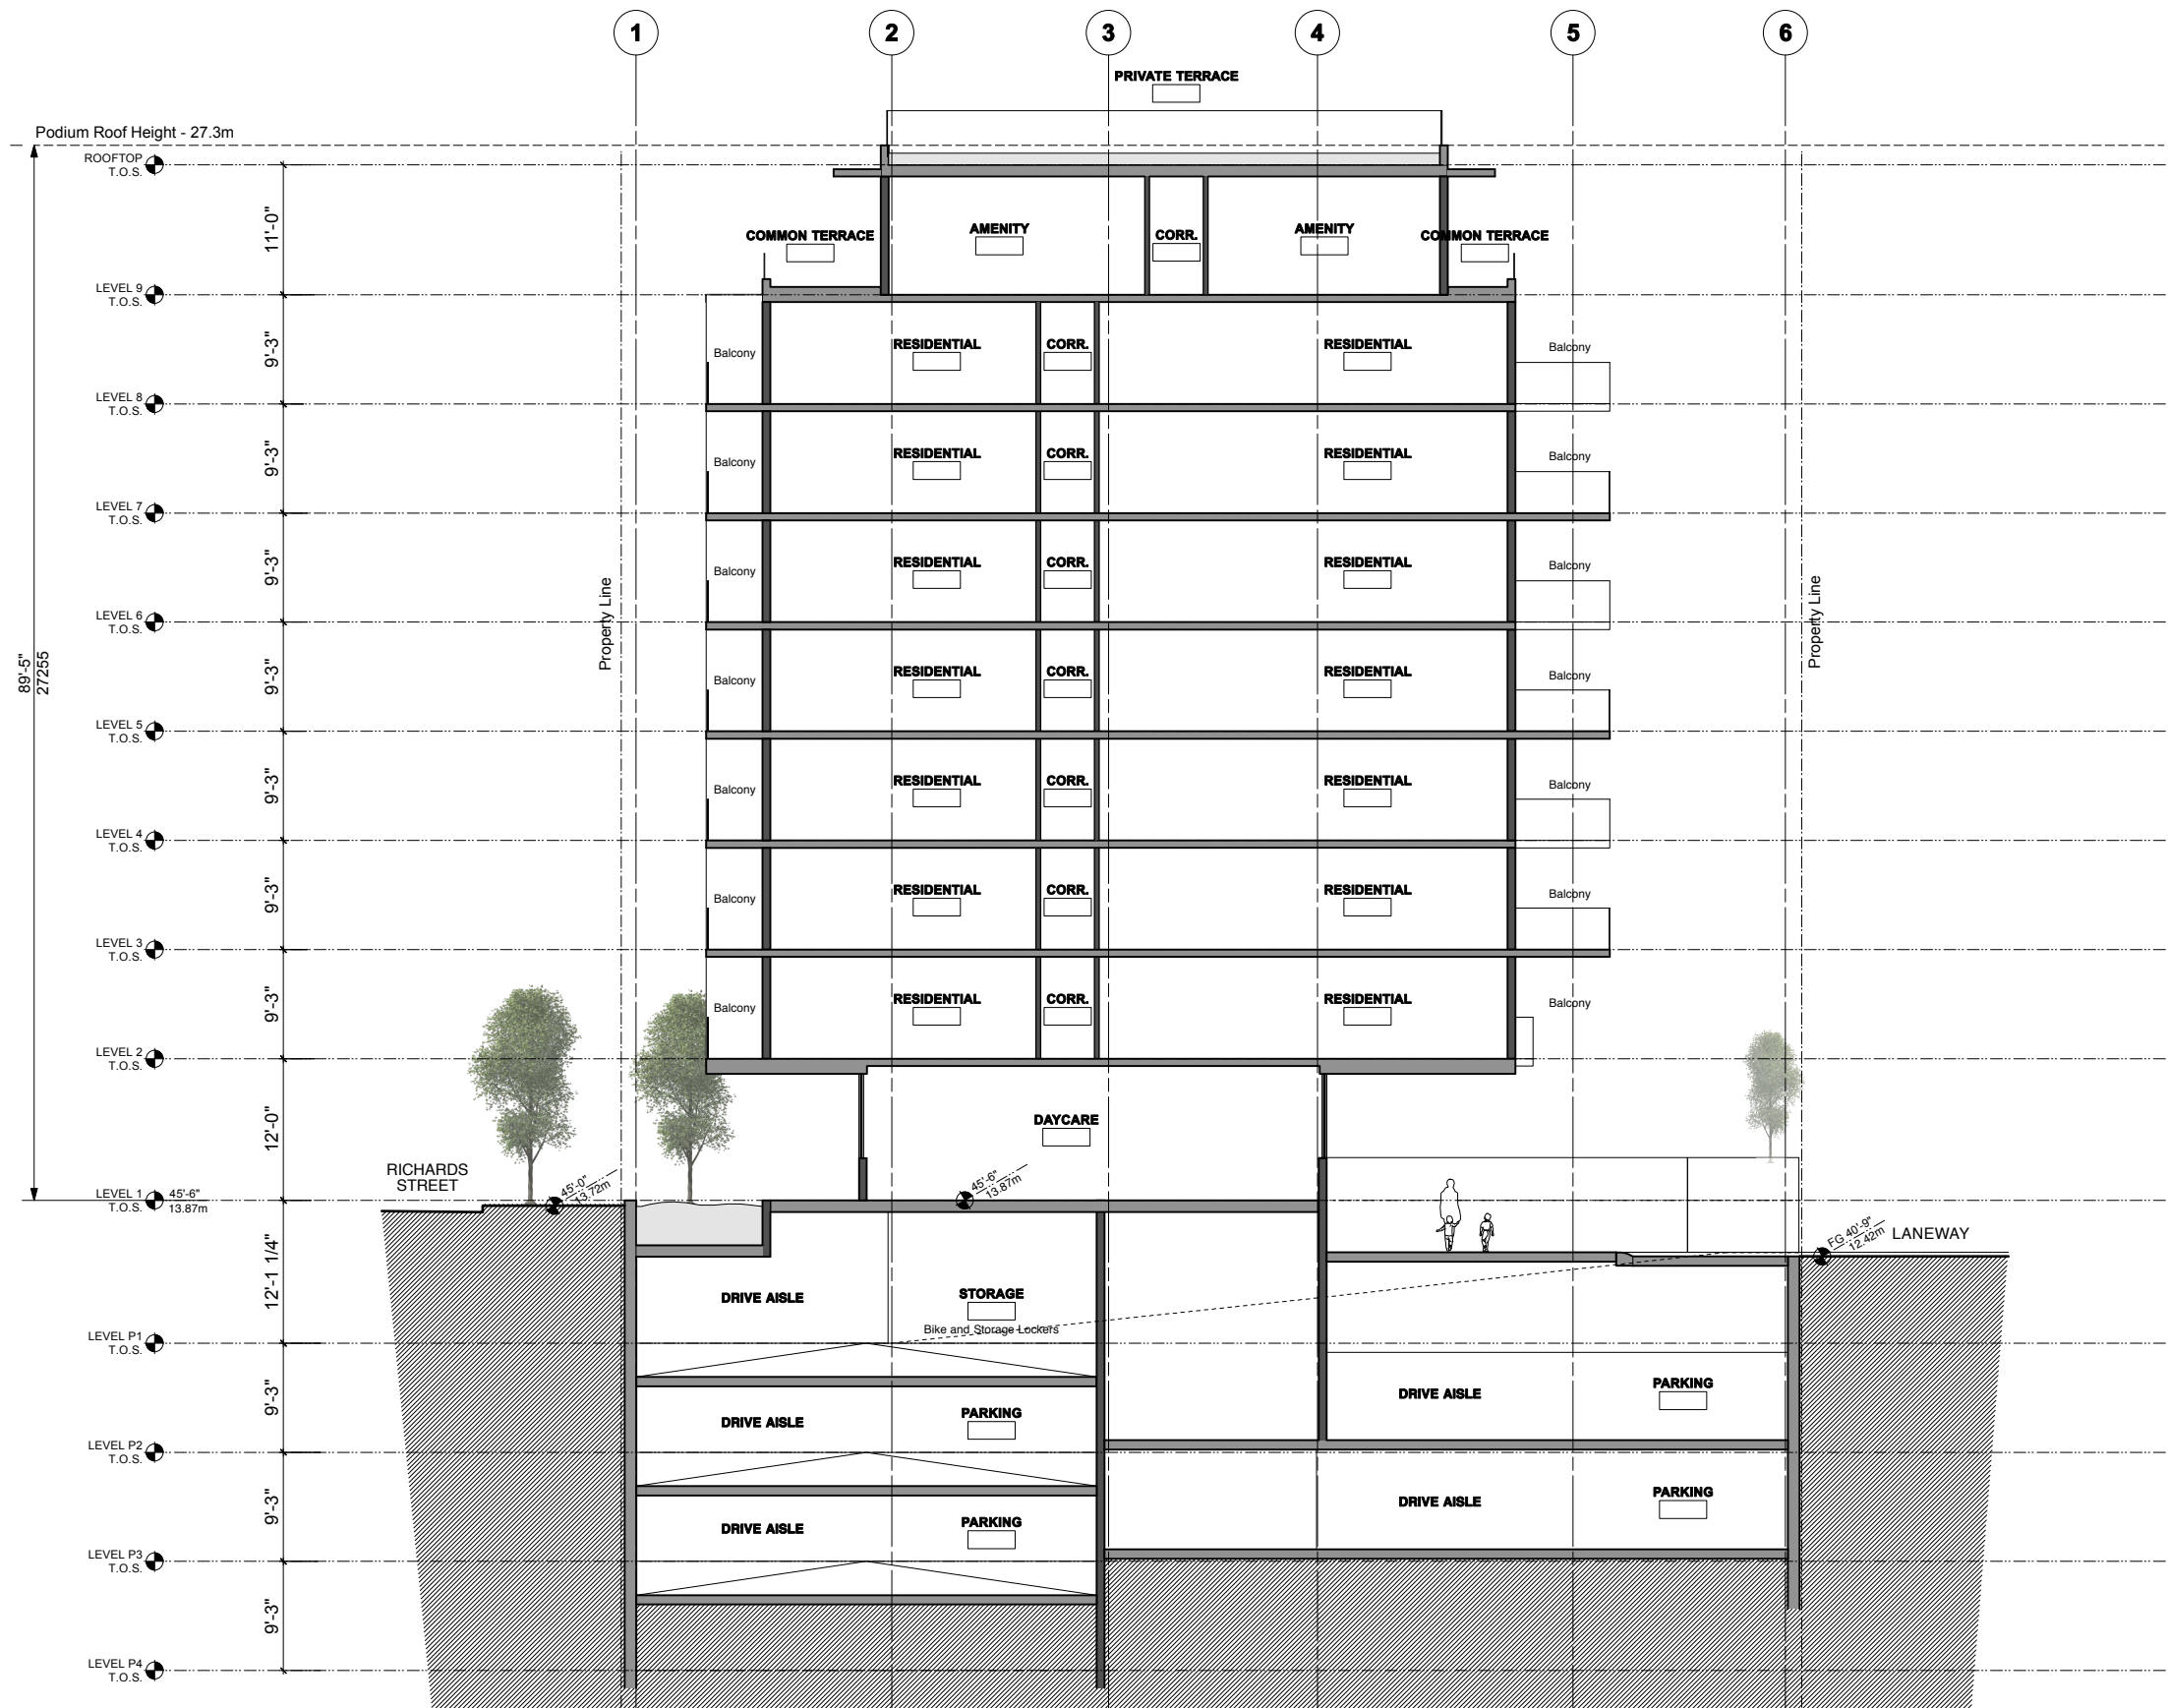 1 2 3 4 5 6
PRIVATE TERRACE
Podium Roof Height - 27.3m
ROOFTOP
T.O.S.
11'-0"
COMMON TERRACE AMENITY CORR. AMENITY COMMON TERRACE
LEVEL 9
T.O.S.
9'-3"
Balcony RESIDENTIAL CORR. RESIDENTIAL Balcony
LEVEL 8
T.O.S.
9'-3"
Balcony RESIDENTIAL CORR. RESIDENTIAL Balcony
LEVEL 7
T.O.S.
9'-3"
Balcony RESIDENTIAL CORR. RESIDENTIAL Balcony
Property Line
Property Line
LEVEL 6
T.O.S.
89'-5"
27255
9'-3"
Balcony RESIDENTIAL CORR. RESIDENTIAL Balcony
LEVEL 5
T.O.S.
9'-3"
Balcony RESIDENTIAL CORR. RESIDENTIAL Balcony
LEVEL 4
T.O.S.
9'-3"
Balcony RESIDENTIAL CORR. RESIDENTIAL Balcony
LEVEL 3
T.O.S.
9'-3"
Balcony RESIDENTIAL CORR. RESIDENTIAL Balcony
LEVEL 2
T.O.S.
12'-0"
DAYCARE
RICHARDS
STREET
LEVEL 1
T.O.S.
45'-6"
13.87m
45'-0"
13.72m
45'-6"
13.87m
FG 40'-9"
12.42m
LANEWAY
12'-1 1/4"
DRIVE AISLE STORAGE
Bike and Storage Lockers
LEVEL P1
T.O.S.
9'-3"
DRIVE AISLE PARKING DRIVE AISLE PARKING
LEVEL P2
T.O.S.
9'-3"
DRIVE AISLE PARKING DRIVE AISLE PARKING
LEVEL P3
T.O.S.
9'-3"
LEVEL P4
T.O.S.